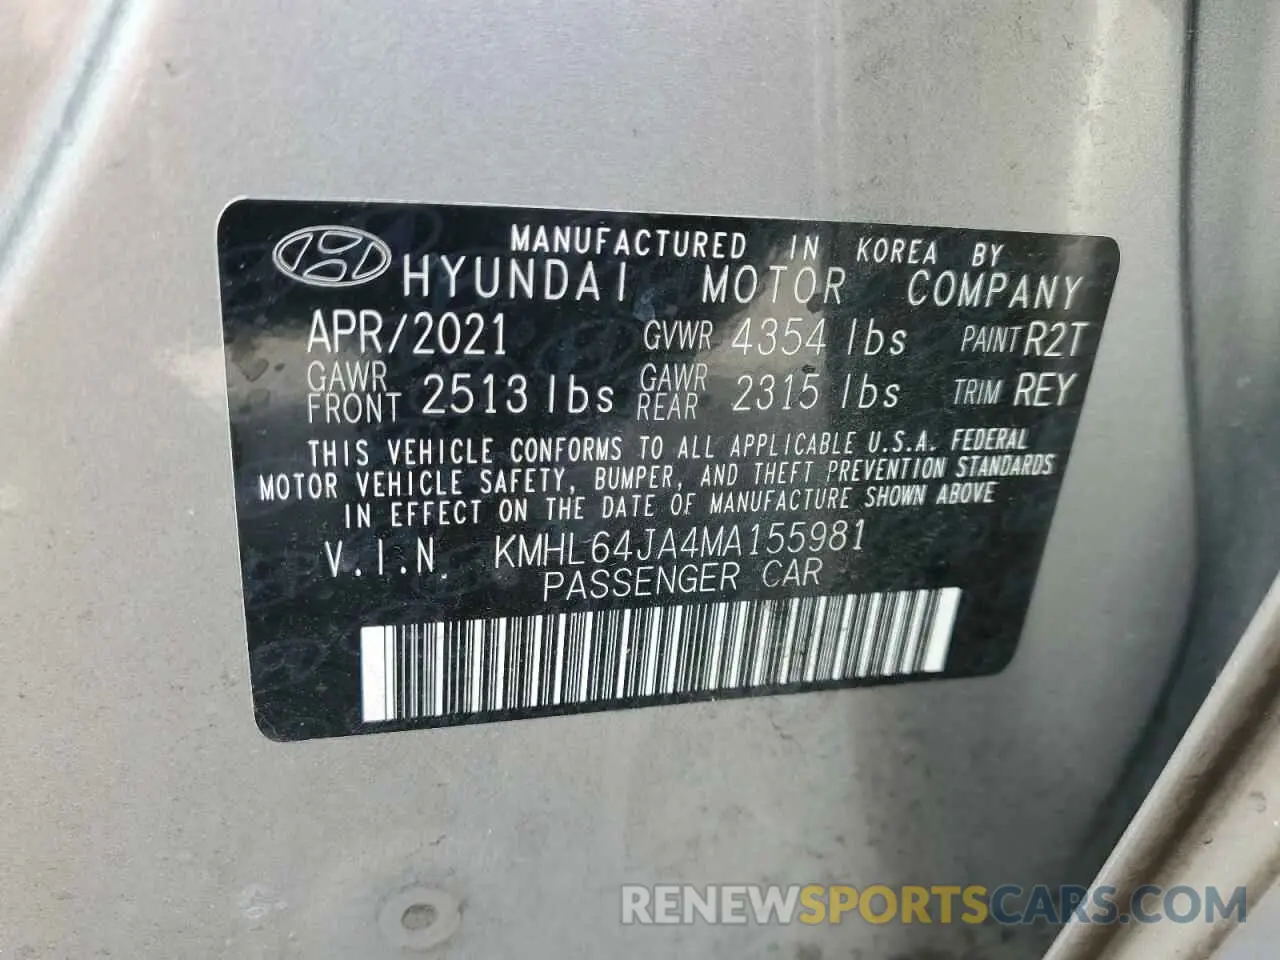 MANUFACTURED IN KOREA BY
HYUNDAI MOTOR COMPANY
APR/2021 GVWR 4354 lbs PAINT R2T
GAWR FRONT 2513 lbs GAWR REAR 2315 lbs TRIM REY
THIS VEHICLE CONFORMS TO ALL APPLICABLE U.S.A. FEDERAL
MOTOR VEHICLE SAFETY, BUMPER, AND THEFT PREVENTION STANDARDS
IN EFFECT ON THE DATE OF MANUFACTURE SHOWN ABOVE
V.I.N. KMHL64JA4MA155981
PASSENGER CAR
RENEWSPORTSCARS.COM